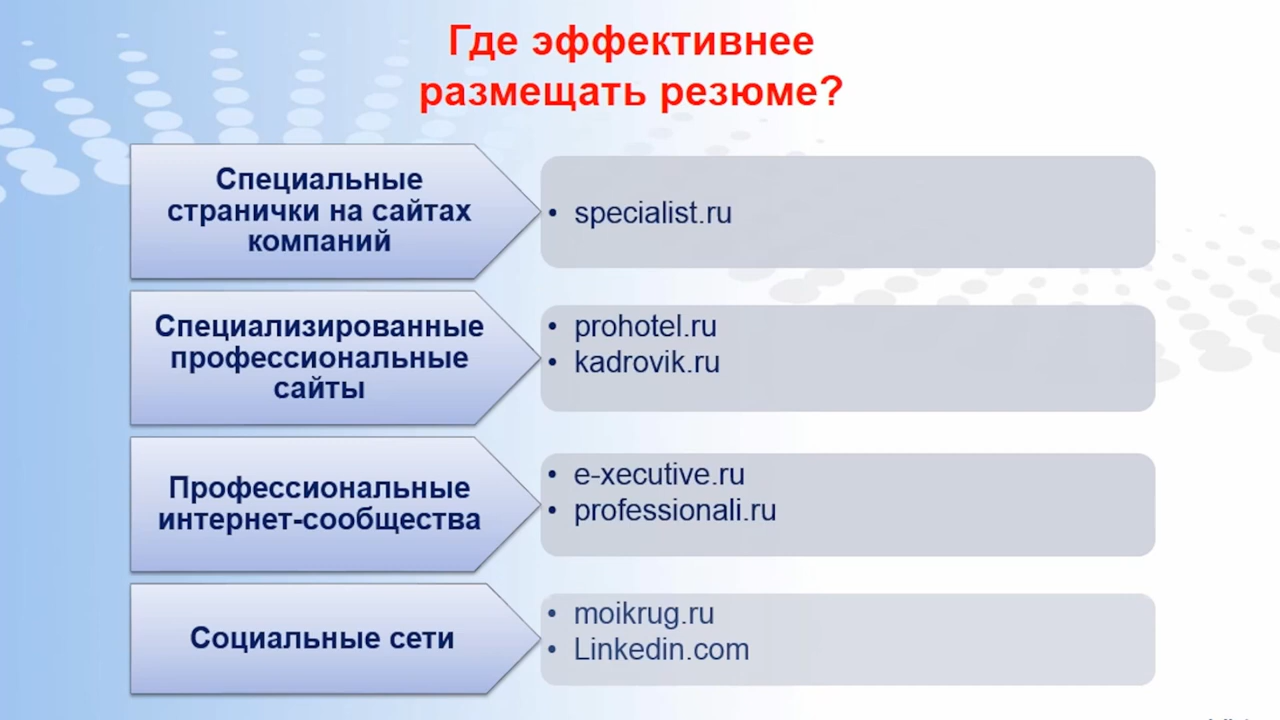 Где эффективнее
размещать резюме?
Специальные
странички на сайтах
компаний
• specialist.ru
Специализированные
профессиональные
сайты
• prohotel.ru
• kadrovik.ru
Профессиональные
интернет-сообщества
• e-xecutive.ru
• professionali.ru
Социальные сети
• moikrug.ru
• Linkedin.com